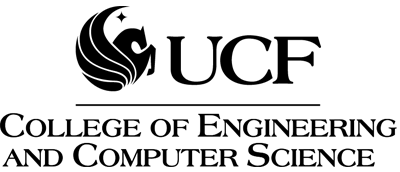 UCF
COLLEGE OF ENGINEERING
AND COMPUTER SCIENCE